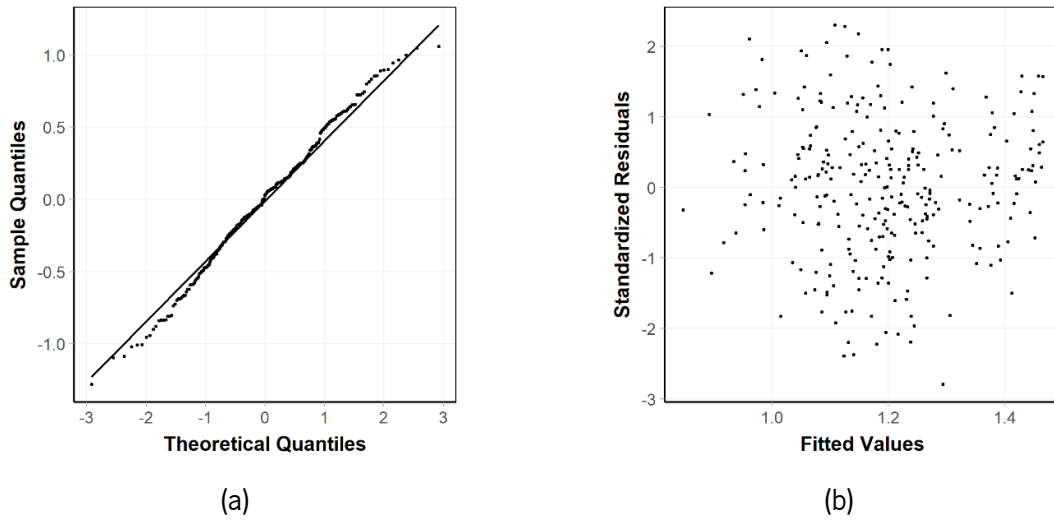 1.0
0.5
0.0
-0.5
-1.0
Sample Quantiles
-3 -2 -1 0 1 2 3
Theoretical Quantiles
(a)
2
1
0
-1
-2
-3
Standardized Residuals
1.0 1.2 1.4
Fitted Values
(b)